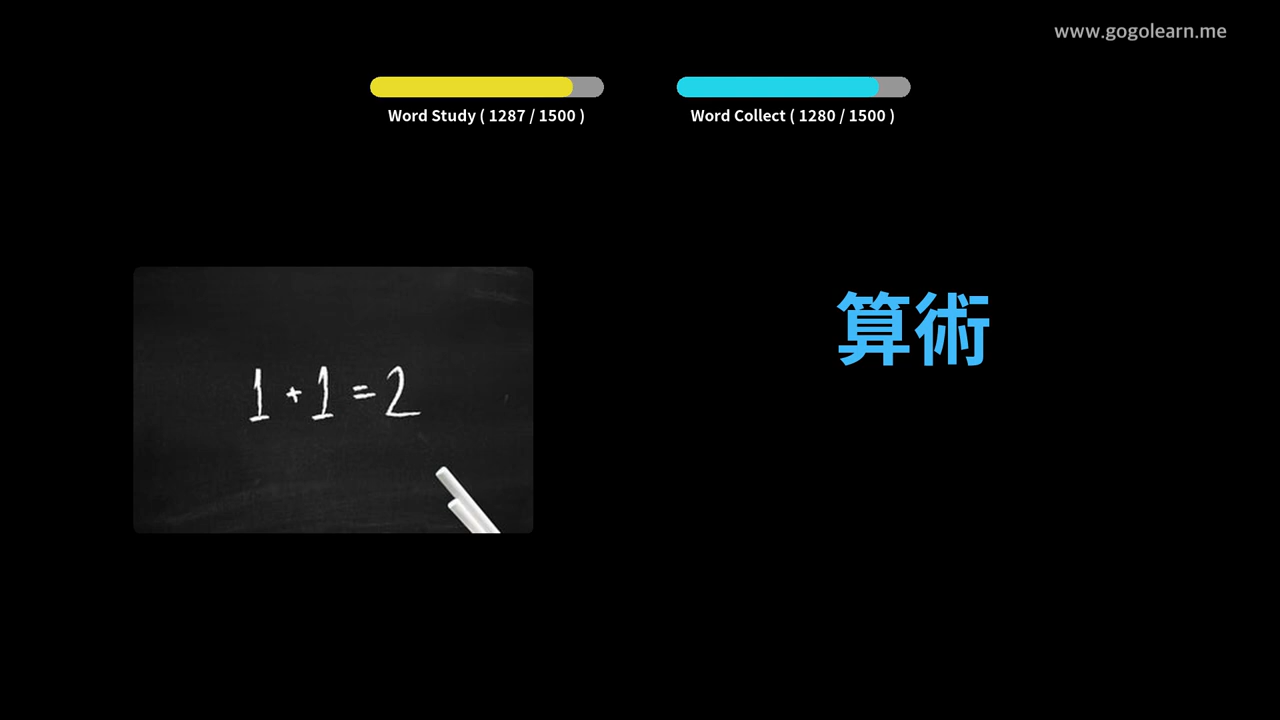 www.gogolearn.me
Word Study ( 1287 / 1500 )
Word Collect ( 1280 / 1500 )
算術
1 + 1 = 2